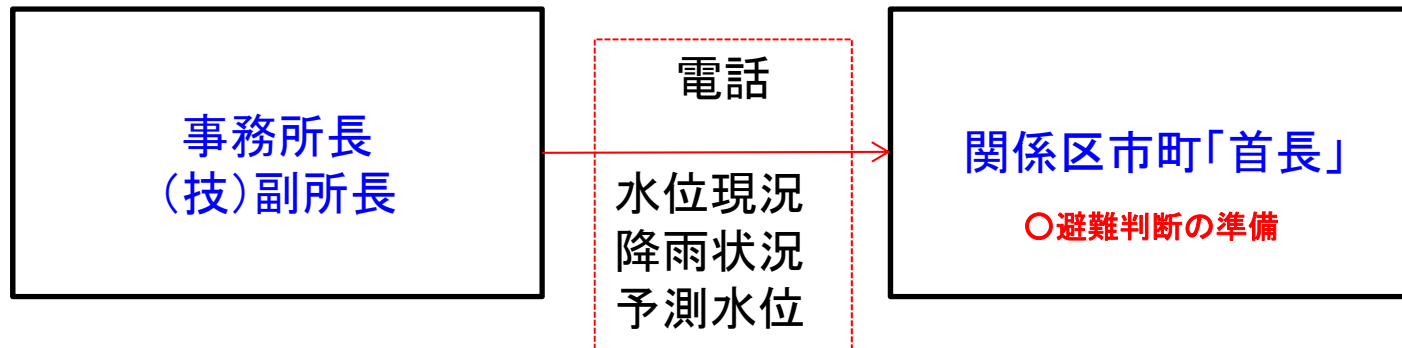 事務所長
（技）副所長
電話
水位現況
降雨状況
予測水位
関係区市町「首長」
○避難判断の準備